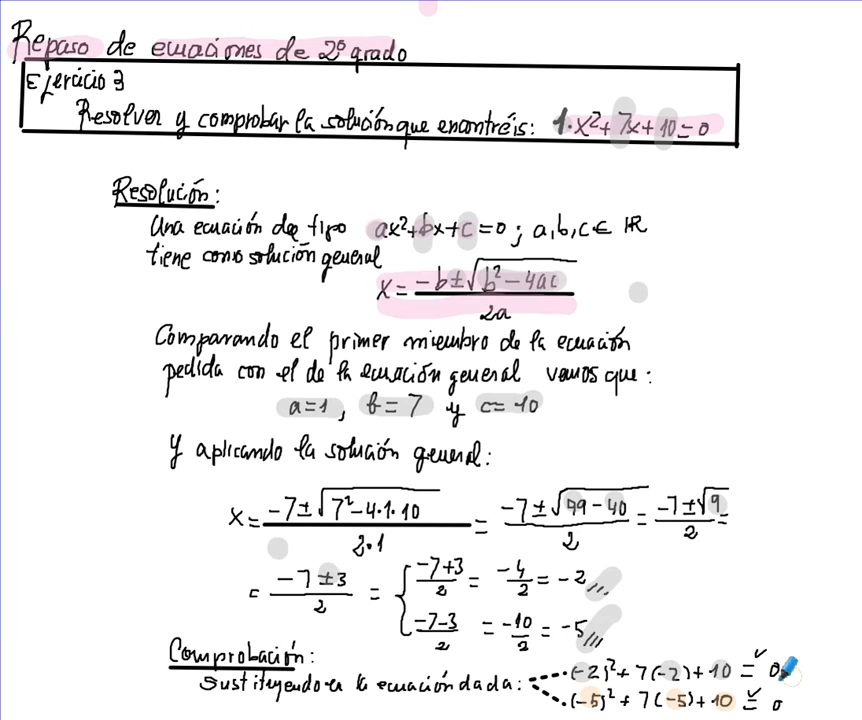 Repaso de ecuaciones de 2º grado
Ejercicio 3
Resolver y comprobar la solución que encontréis: 1·x²+7x+10=0
Resolución:
Una ecuación de tipo ax²+bx+c=0; a,b,c ∈ ℝ
tiene como solución general
x = (-b±√(b²-4ac))/(2a)
Comparando el primer miembro de la ecuación
pedida con el de la ecuación general vemos que:
a=1, b=7 y c=10
Y aplicando la solución general:
x = (-7±√(7²-4·1·10))/(2·1) = (-7±√(49-40))/2 = (-7±√9)/2 =
= (-7±3)/2 = { (-7+3)/2 = -4/2 = -2
(-7-3)/2 = -10/2 = -5
Comprobación:
Sustituyendo en la ecuación dada: (-2)²+7(-2)+10 = 0
(-5)²+7(-5)+10 = 0